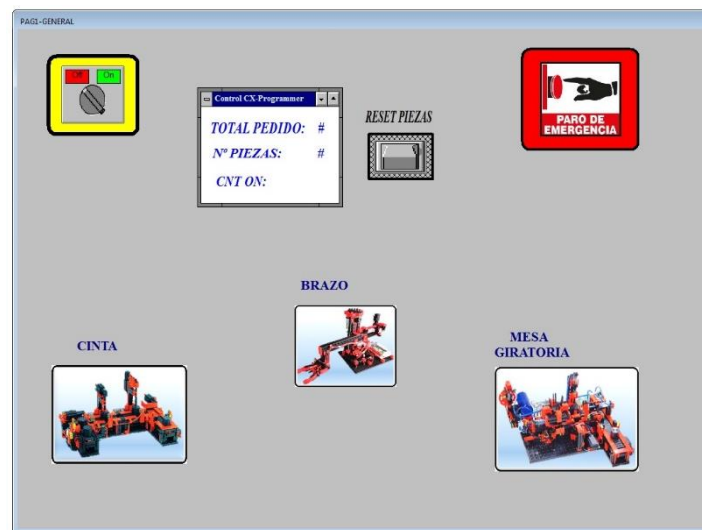 PAG1-GENERAL
Off On
Control CX-Programmer
TOTAL PEDIDO: #
Nº PIEZAS: #
CNT ON:
RESET PIEZAS
PARO DE
EMERGENCIA
BRAZO
CINTA
MESA
GIRATORIA